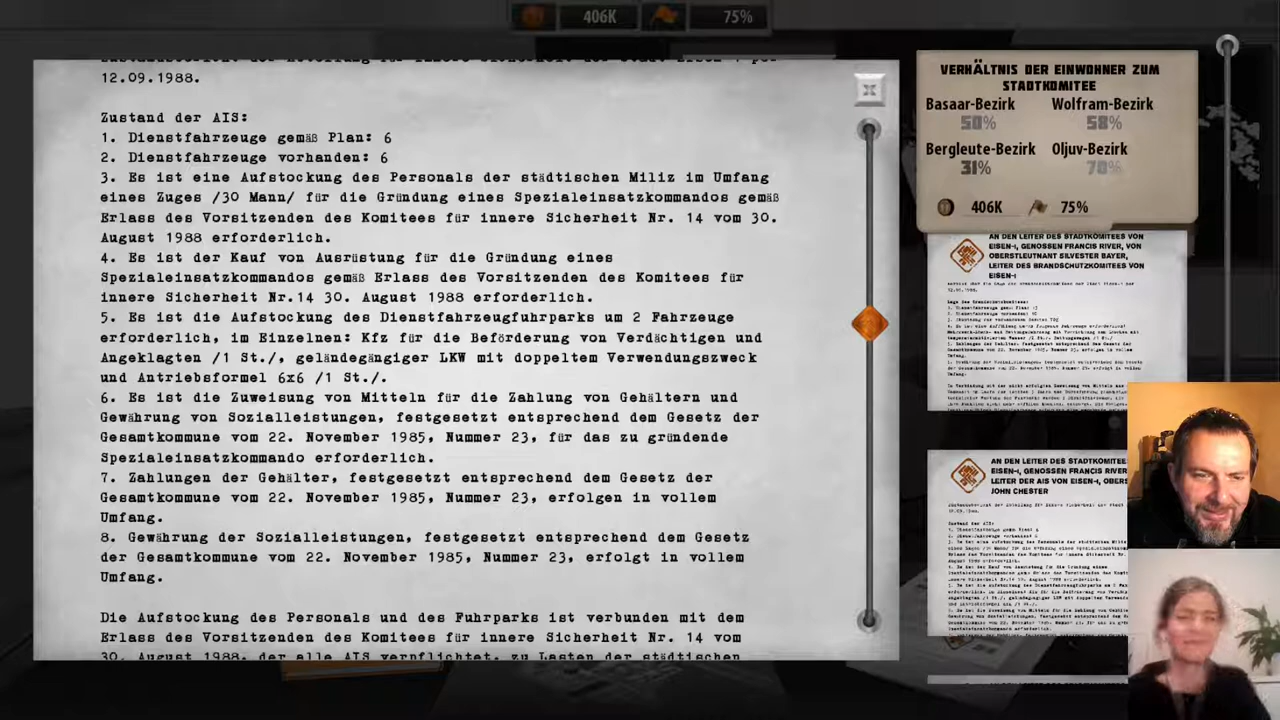 406K 75%
12.09.1988.
Zustand der AIS:
1. Dienstfahrzeuge gemäß Plan: 6
2. Dienstfahrzeuge vorhanden: 6
3. Es ist eine Aufstockung des Personals der städtischen Miliz im Umfang
eines Zuges /30 Mann/ für die Gründung eines Spezialeinsatzkommandos gemäß
Erlass des Vorsitzenden des Komitees für innere Sicherheit Nr. 14 vom 30.
August 1988 erforderlich.
4. Es ist der Kauf von Ausrüstung für die Gründung eines
Spezialeinsatzkommandos gemäß Erlass des Vorsitzenden des Komitees für
innere Sicherheit Nr.14 30. August 1988 erforderlich.
5. Es ist die Aufstockung des Dienstfahrzeugfuhrparks um 2 Fahrzeuge
erforderlich, im Einzelnen: Kfz für die Beförderung von Verdächtigen und
Angeklagten /1 St./, geländegängiger LKW mit doppeltem Verwendungszweck
und Antriebsformel 6x6 /1 St./.
6. Es ist die Zuweisung von Mitteln für die Zahlung von Gehältern und
Gewährung von Sozialleistungen, festgesetzt entsprechend dem Gesetz der
Gesamtkommune vom 22. November 1985, Nummer 23, für das zu gründende
Spezialeinsatzkommando erforderlich.
7. Zahlungen der Gehälter, festgesetzt entsprechend dem Gesetz der
Gesamtkommune vom 22. November 1985, Nummer 23, erfolgen in vollem
Umfang.
8. Gewährung der Sozialleistungen, festgesetzt entsprechend dem Gesetz
der Gesamtkommune vom 22. November 1985, Nummer 23, erfolgt in vollem
Umfang.
Die Aufstockung des Personals und des Fuhrparks ist verbunden mit dem
Erlass des Vorsitzenden des Komitees für innere Sicherheit Nr. 14 vom
30. August 1988, der alle AIS verpflichtet, zu Lasten der städtischen
VERHÄLTNIS DER EINWOHNER ZUM
STADTKOMITEE
Basaar-Bezirk Wolfram-Bezirk
50% 58%
Bergleute-Bezirk Oljuv-Bezirk
31% 70%
406K 75%
AN DEN LEITER DES STADTKOMITEES VON
EISEN-1, GENOSSEN FRANCIS RIVER, VON
OBERSTLEUTNANT SILVESTER BAYER,
LEITER DES BRANDSCHUTZKOMITEES VON
EISEN-1
AN DEN LEITER DES STADTKOMITEES
EISEN-1, GENOSSEN FRANCIS RIVER
LEITER DER AIS VON EISEN-1, OBERS
JOHN CHESTER